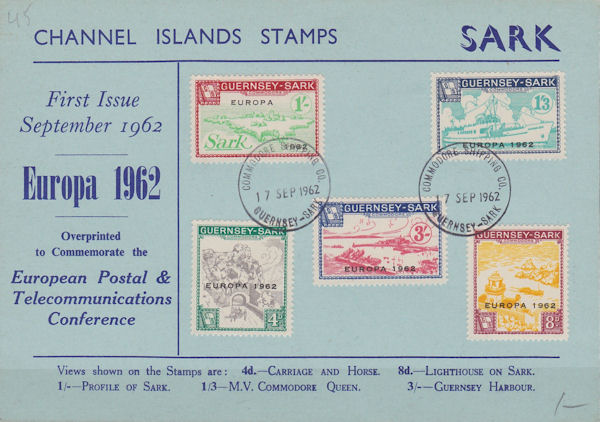 45
CHANNEL ISLANDS STAMPS
SARK
First Issue
September 1962
Europa 1962
Overprinted
to Commemorate the
European Postal &
Telecommunications
Conference
GUERNSEY-SARK
COMMODORE
EUROPA
1/-
Sark
1962
GUERNSEY-SARK
COMMODORE
1/3
EUROPA 1962
COMMODORE SHIPPING CO.
17 SEP 1962
GUERNSEY-SARK
COMMODORE SHIPPING CO.
17 SEP 1962
GUERNSEY-SARK
GUERNSEY-SARK
EUROPA 1962
4d
GUERNSEY-SARK
COMMODORE
3/-
EUROPA 1962
GUERNSEY-SARK
EUROPA 1962
8d
Views shown on the Stamps are: 4d.—Carriage and Horse. 8d.—Lighthouse on Sark.
1/-—Profile of Sark. 1/3—M.V. Commodore Queen. 3/-—Guernsey Harbour.
1/-